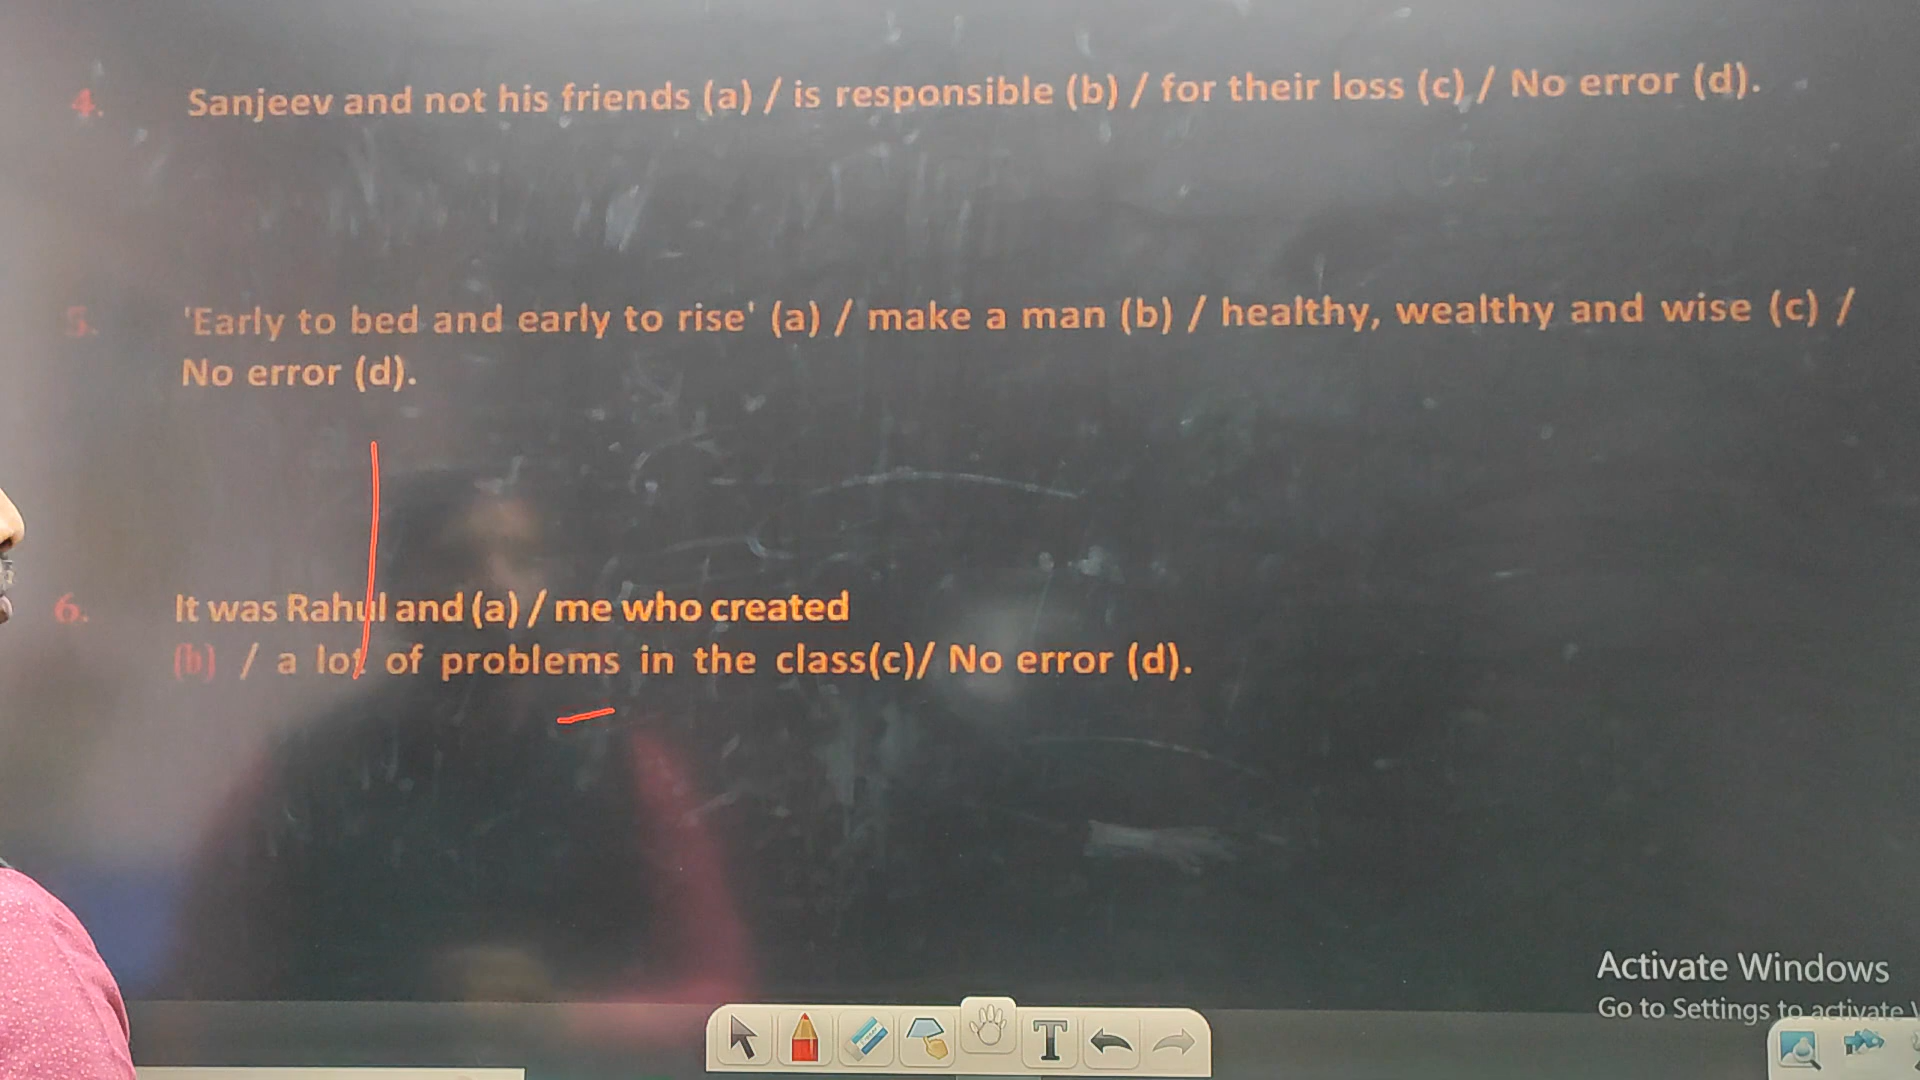 4. Sanjeev and not his friends (a) / is responsible (b) / for their loss (c) / No error (d).
5. 'Early to bed and early to rise' (a) / make a man (b) / healthy, wealthy and wise (c) /
No error (d).
6. It was Rahul and (a) / me who created
(b) / a lot of problems in the class(c)/ No error (d).
Activate Windows
Go to Settings to activate
T